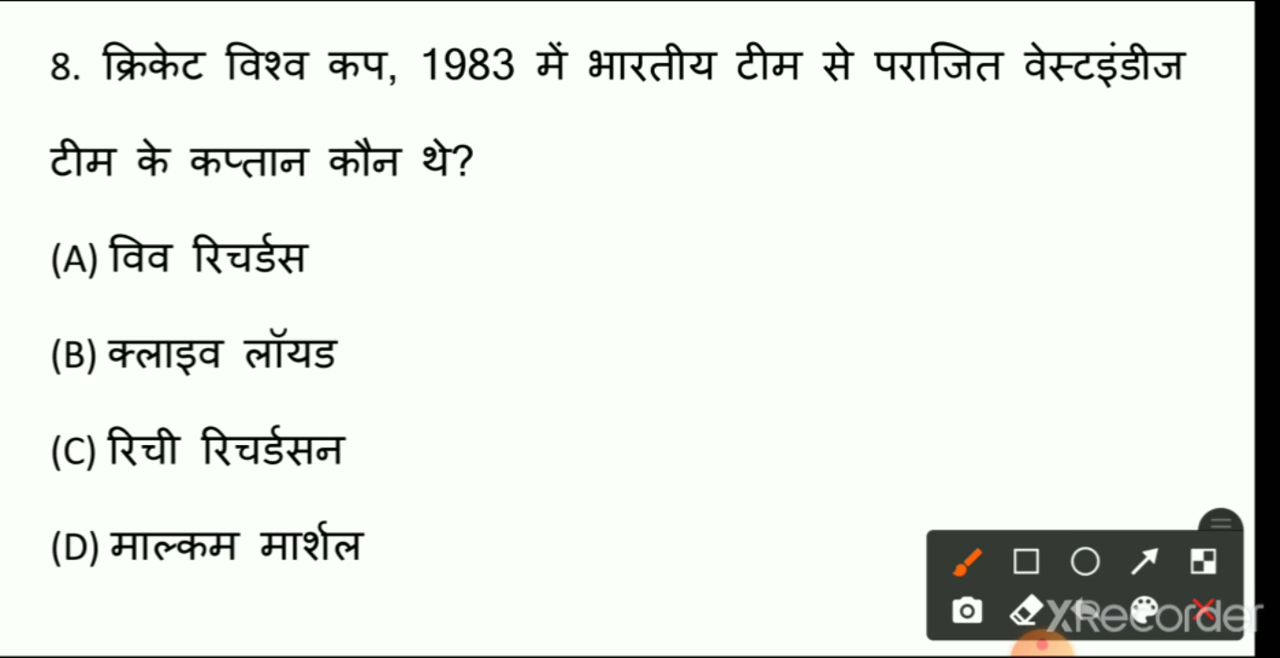 8. क्रिकेट विश्व कप, 1983 में भारतीय टीम से पराजित वेस्टइंडीज
टीम के कप्तान कौन थे?
(A) विव रिचर्डस
(B) क्लाइव लॉयड
(C) रिची रिचर्डसन
(D) माल्कम मार्शल
XRecorder